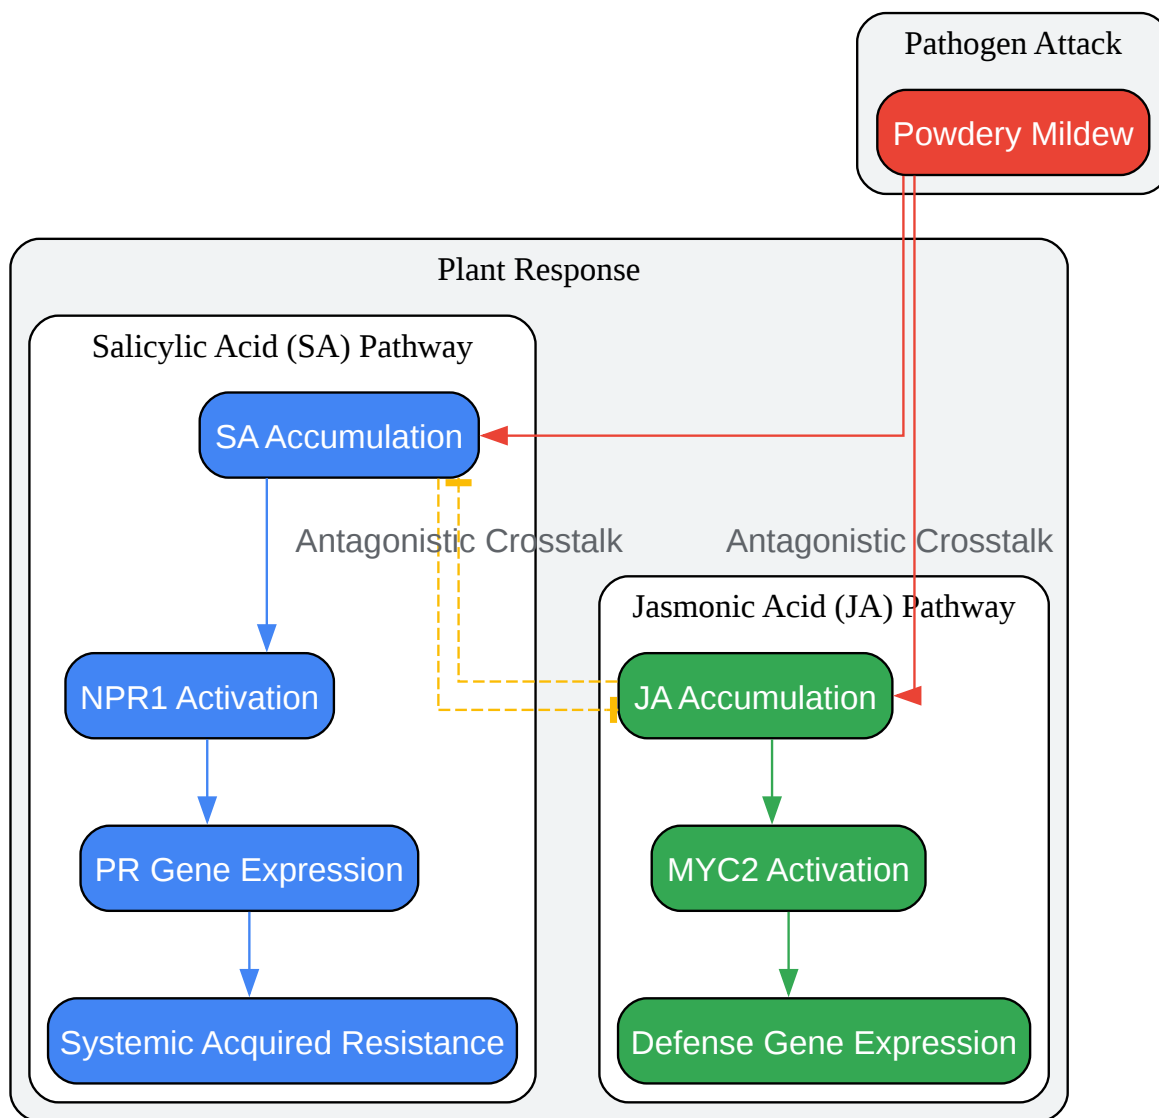 Pathogen Attack
Powdery Mildew
Plant Response
Salicylic Acid (SA) Pathway
SA Accumulation
Antagonistic Crosstalk
Antagonistic Crosstalk
Jasmonic Acid (JA) Pathway
NPR1 Activation
JA Accumulation
PR Gene Expression
MYC2 Activation
Systemic Acquired Resistance
Defense Gene Expression